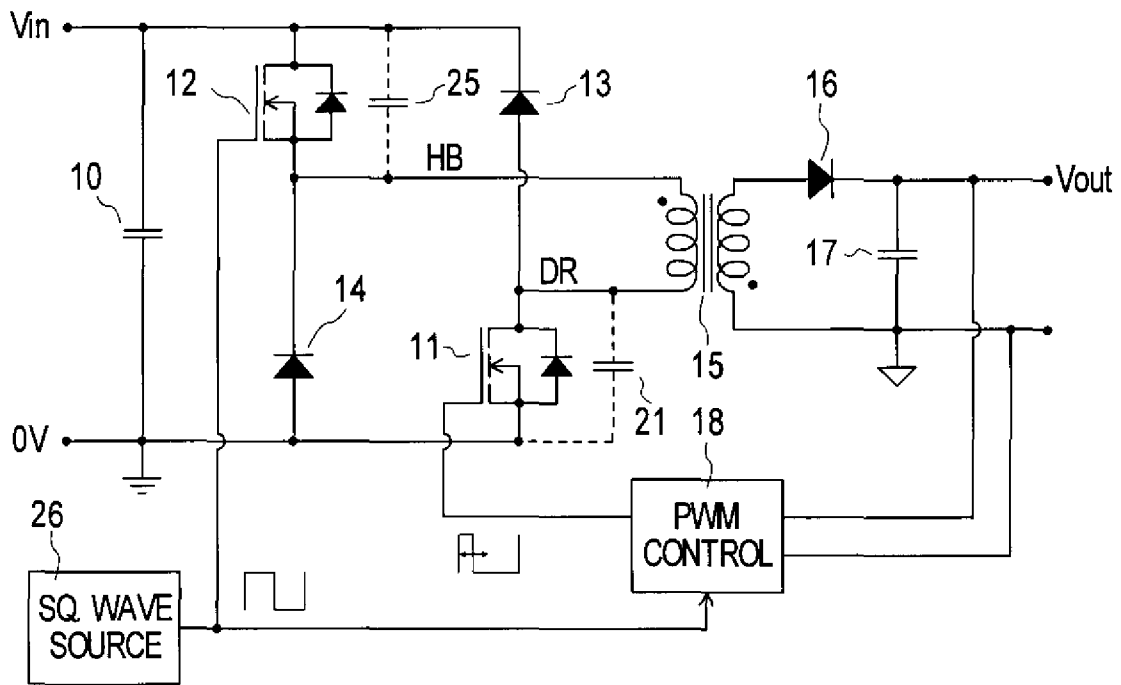 Vin
12
25
13
16
10
HB
Vout
17
14
DR
11
15
21
0V
18
26
PWM
CONTROL
SQ. WAVE
SOURCE